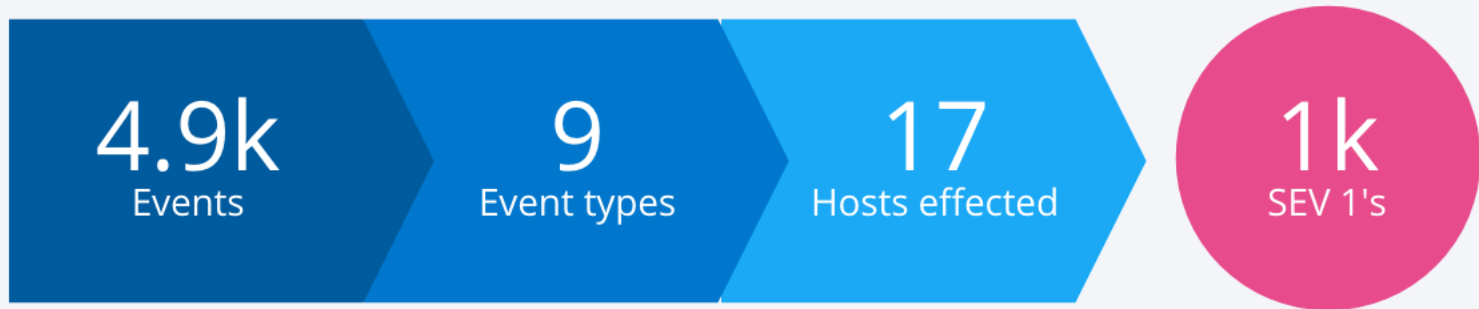 4.9k
Events
9
Event types
17
Hosts effected
1k
SEV 1's